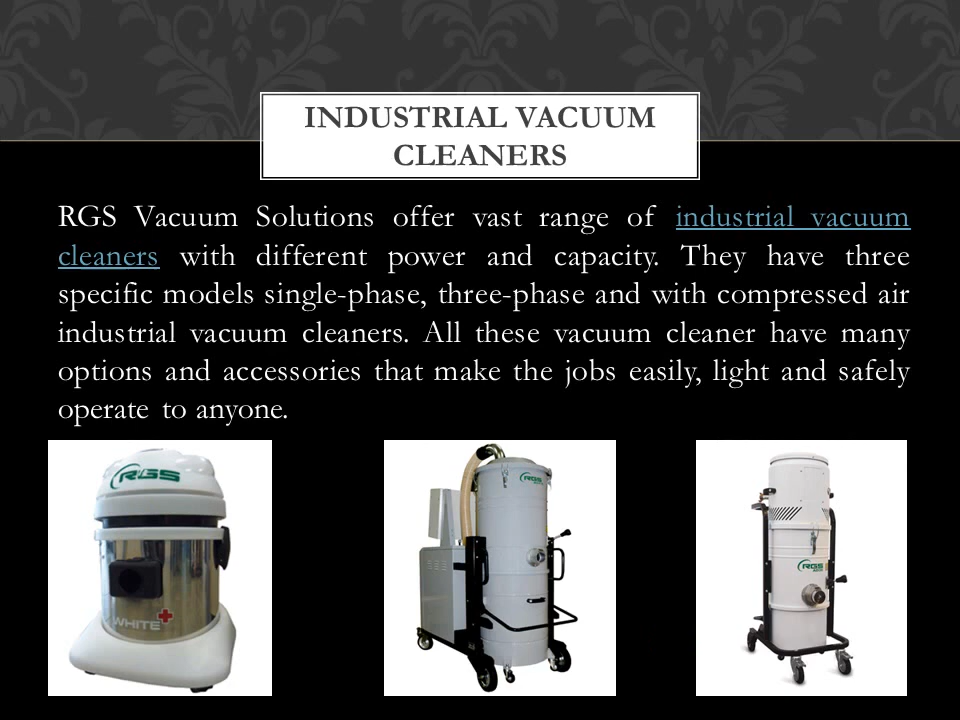 INDUSTRIAL VACUUM
CLEANERS
RGS Vacuum Solutions offer vast range of industrial vacuum
cleaners with different power and capacity. They have three
specific models single-phase, three-phase and with compressed air
industrial vacuum cleaners. All these vacuum cleaner have many
options and accessories that make the jobs easily, light and safely
operate to anyone.
RGS
WHITE
RGS
RGS